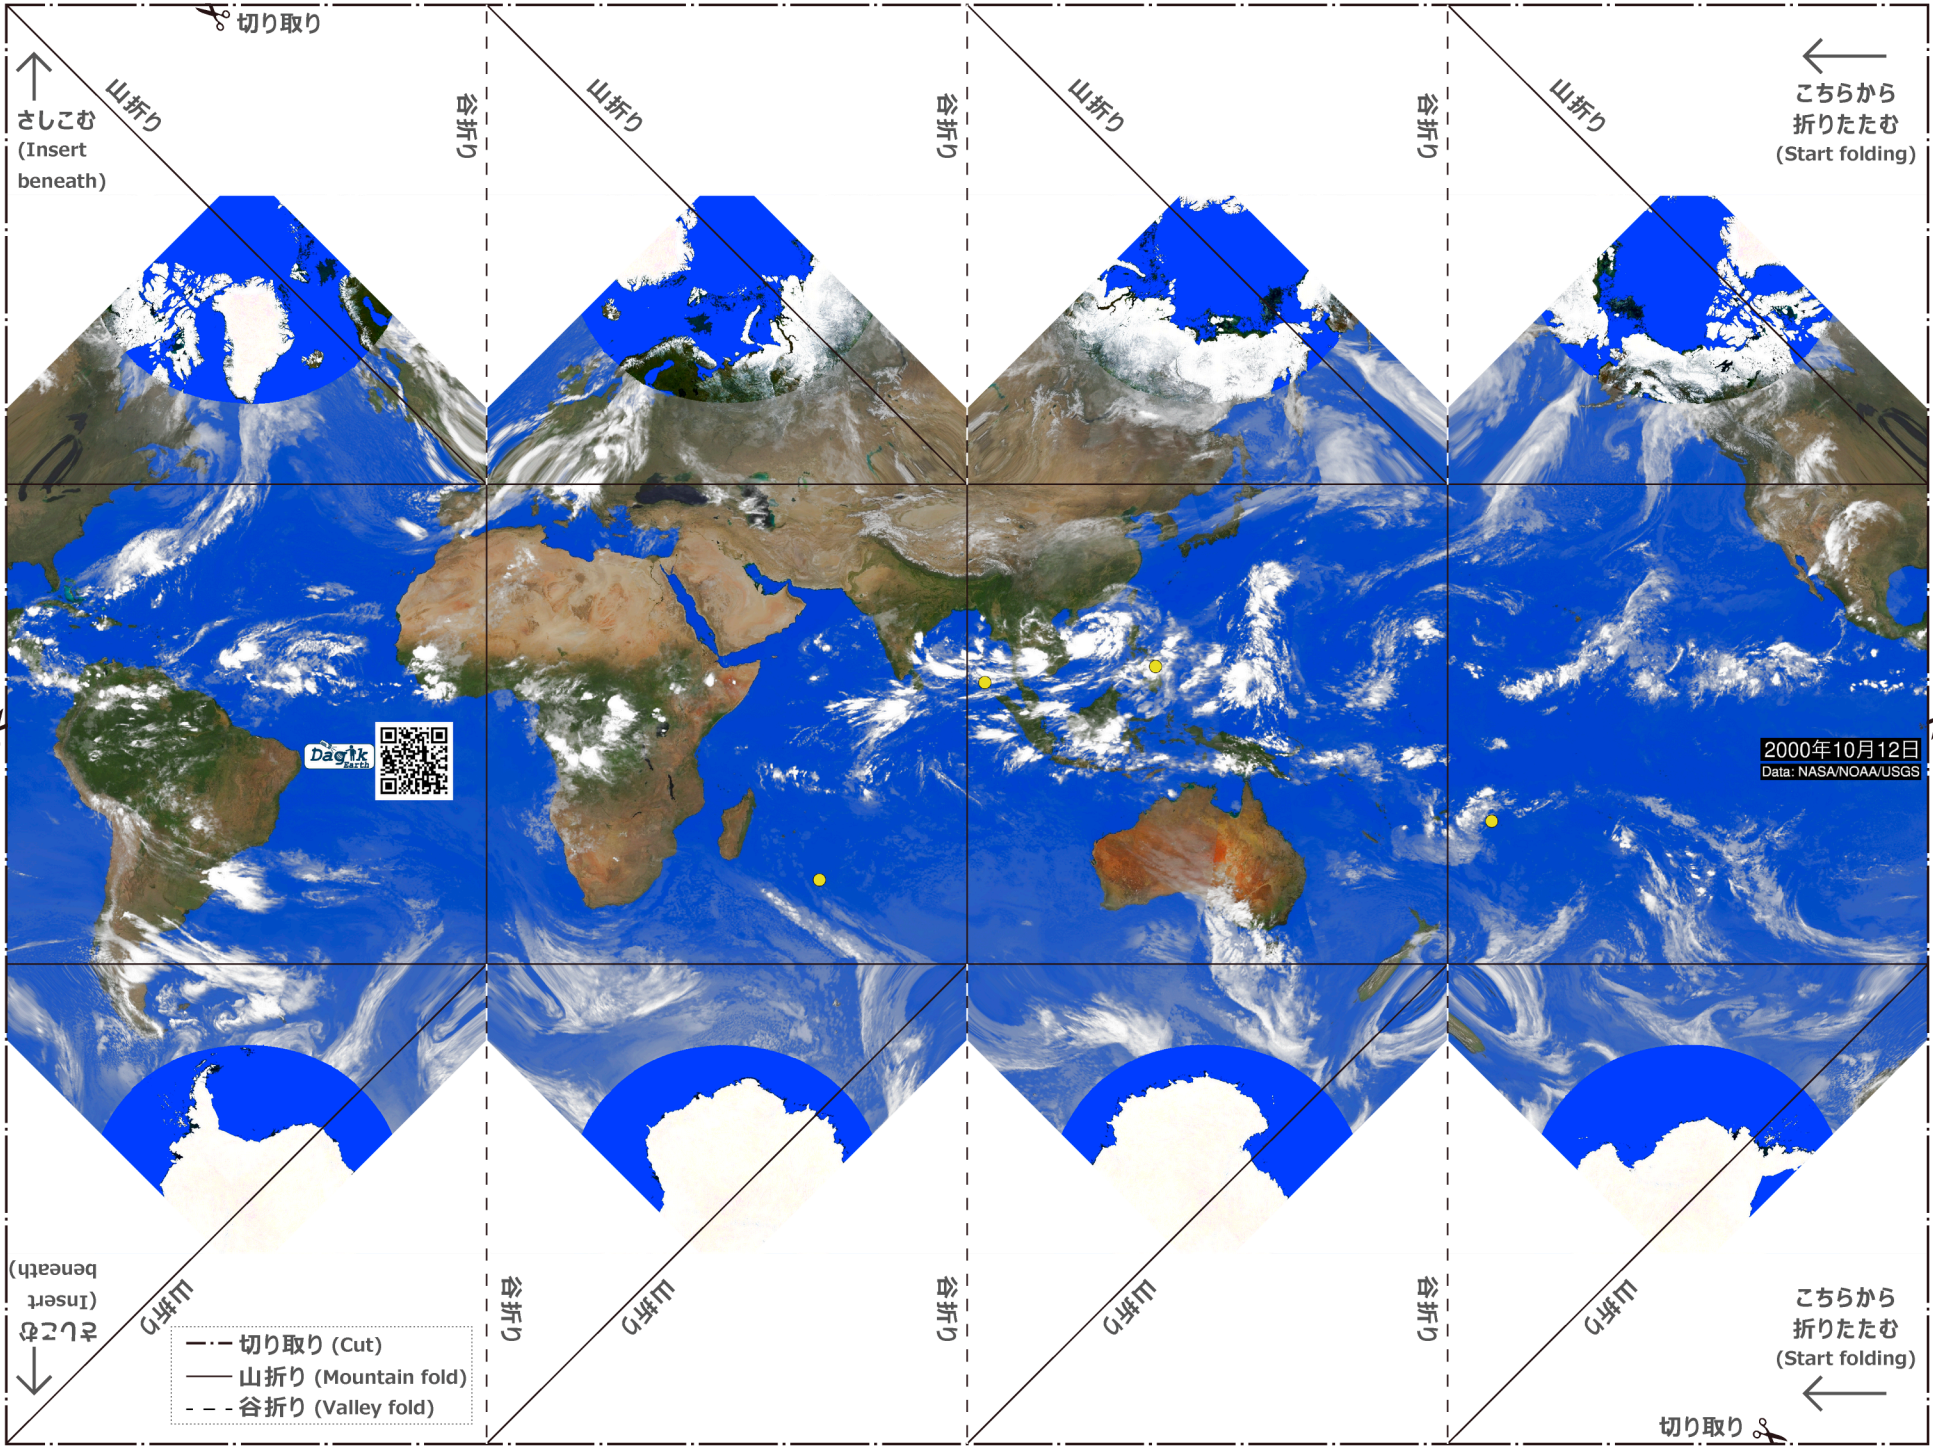 切り取り
山折り
谷折り
山折り
谷折り
山折り
谷折り
山折り
さしこむ
(Insert
beneath)
こちらから
折りたたむ
(Start folding)
Dagik
Earth
2000年10月12日
Data: NASA/NOAA/USGS
さしこむ
(Insert
beneath)
山折り
谷折り
山折り
谷折り
山折り
谷折り
山折り
切り取り (Cut)
山折り (Mountain fold)
谷折り (Valley fold)
こちらから
折りたたむ
(Start folding)
切り取り